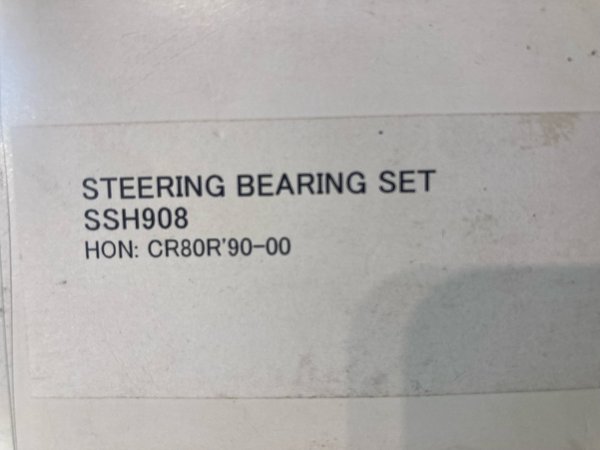 STEERING BEARING SET
SSH908
HON: CR80R'90-00